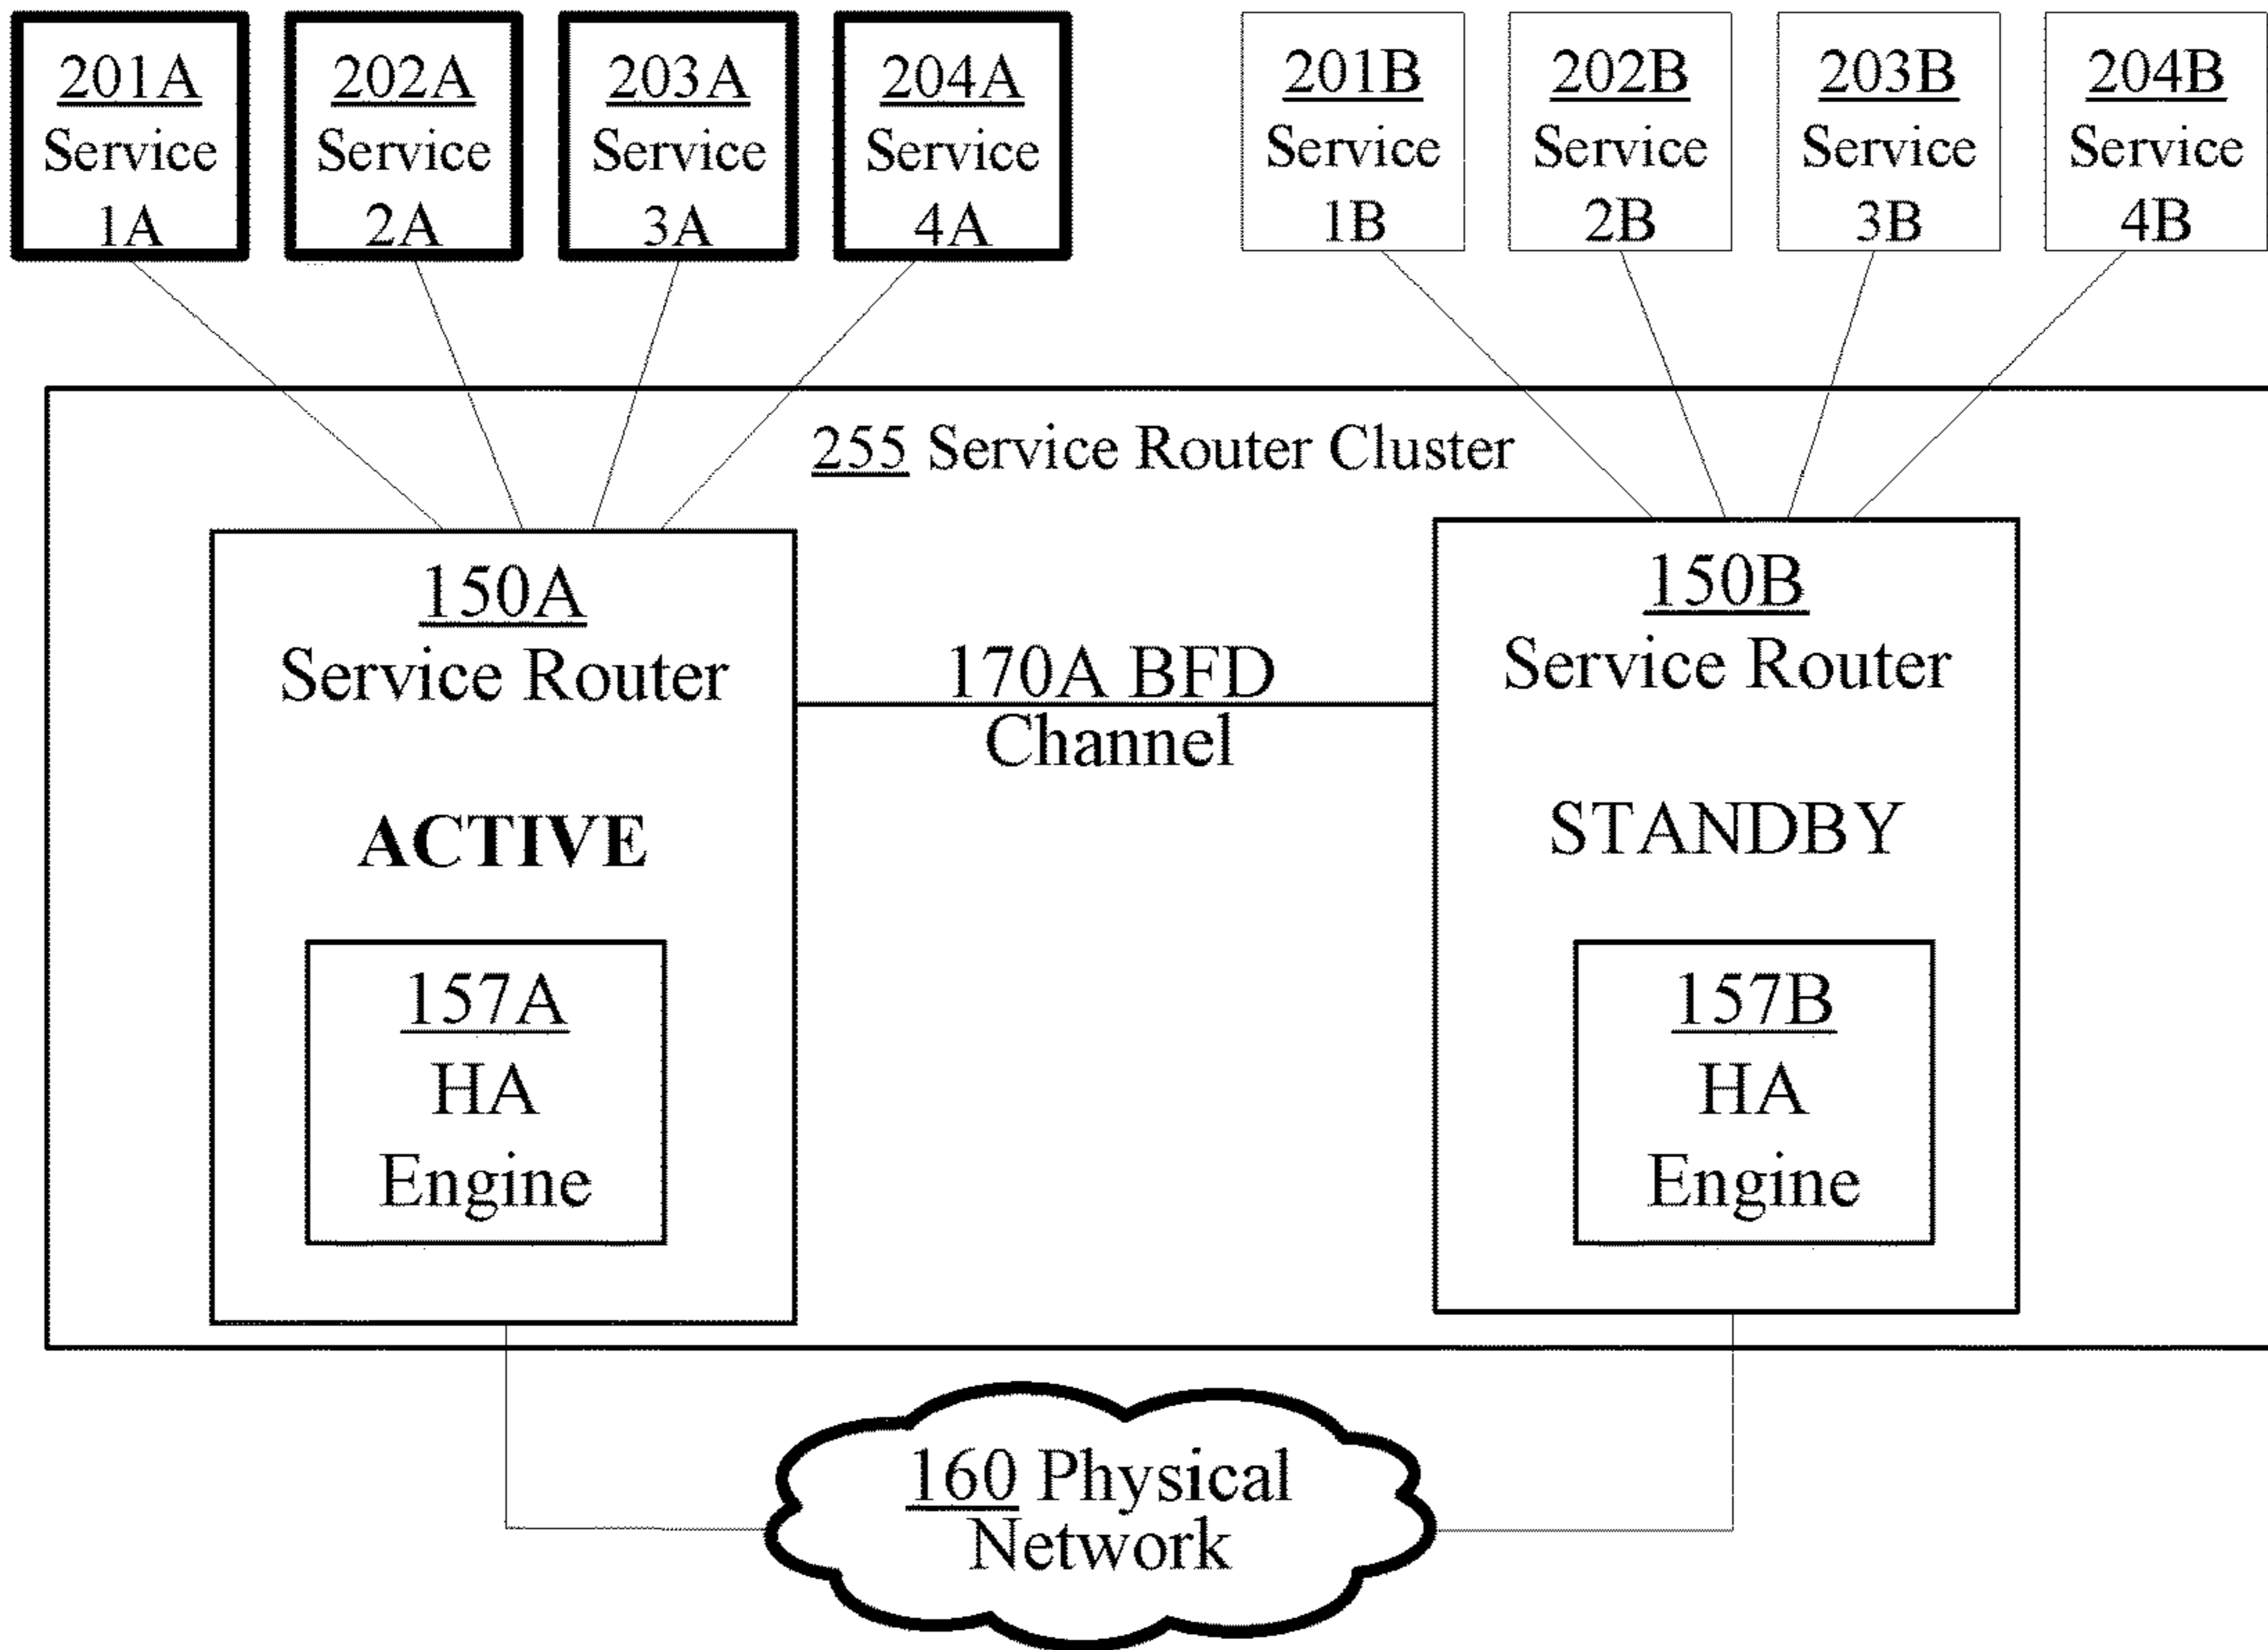 201A
Service
1A
202A
Service
2A
203A
Service
3A
204A
Service
4A
201B
Service
1B
202B
Service
2B
203B
Service
3B
204B
Service
4B
255 Service Router Cluster
150A
Service Router
ACTIVE
157A
HA
Engine
170A BFD
Channel
150B
Service Router
STANDBY
157B
HA
Engine
160 Physical
Network